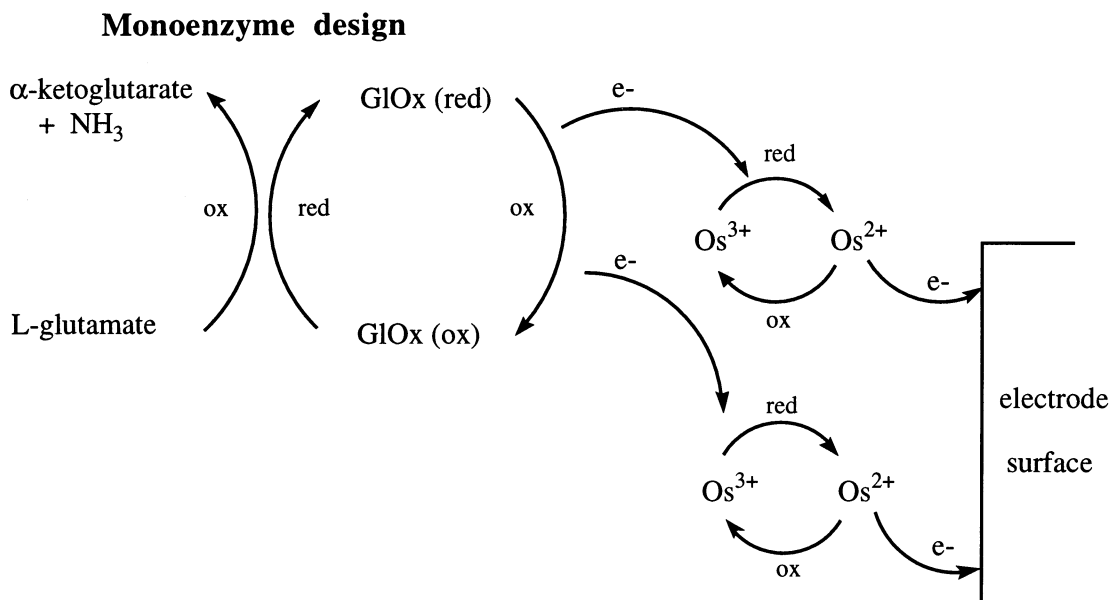 Monoenzyme design
α-ketoglutarate
+ NH3
GlOx (red)
e-
red
ox
red
ox
Os3+
Os2+
e-
e-
ox
L-glutamate
GlOx (ox)
electrode
surface
red
Os3+
Os2+
e-
ox